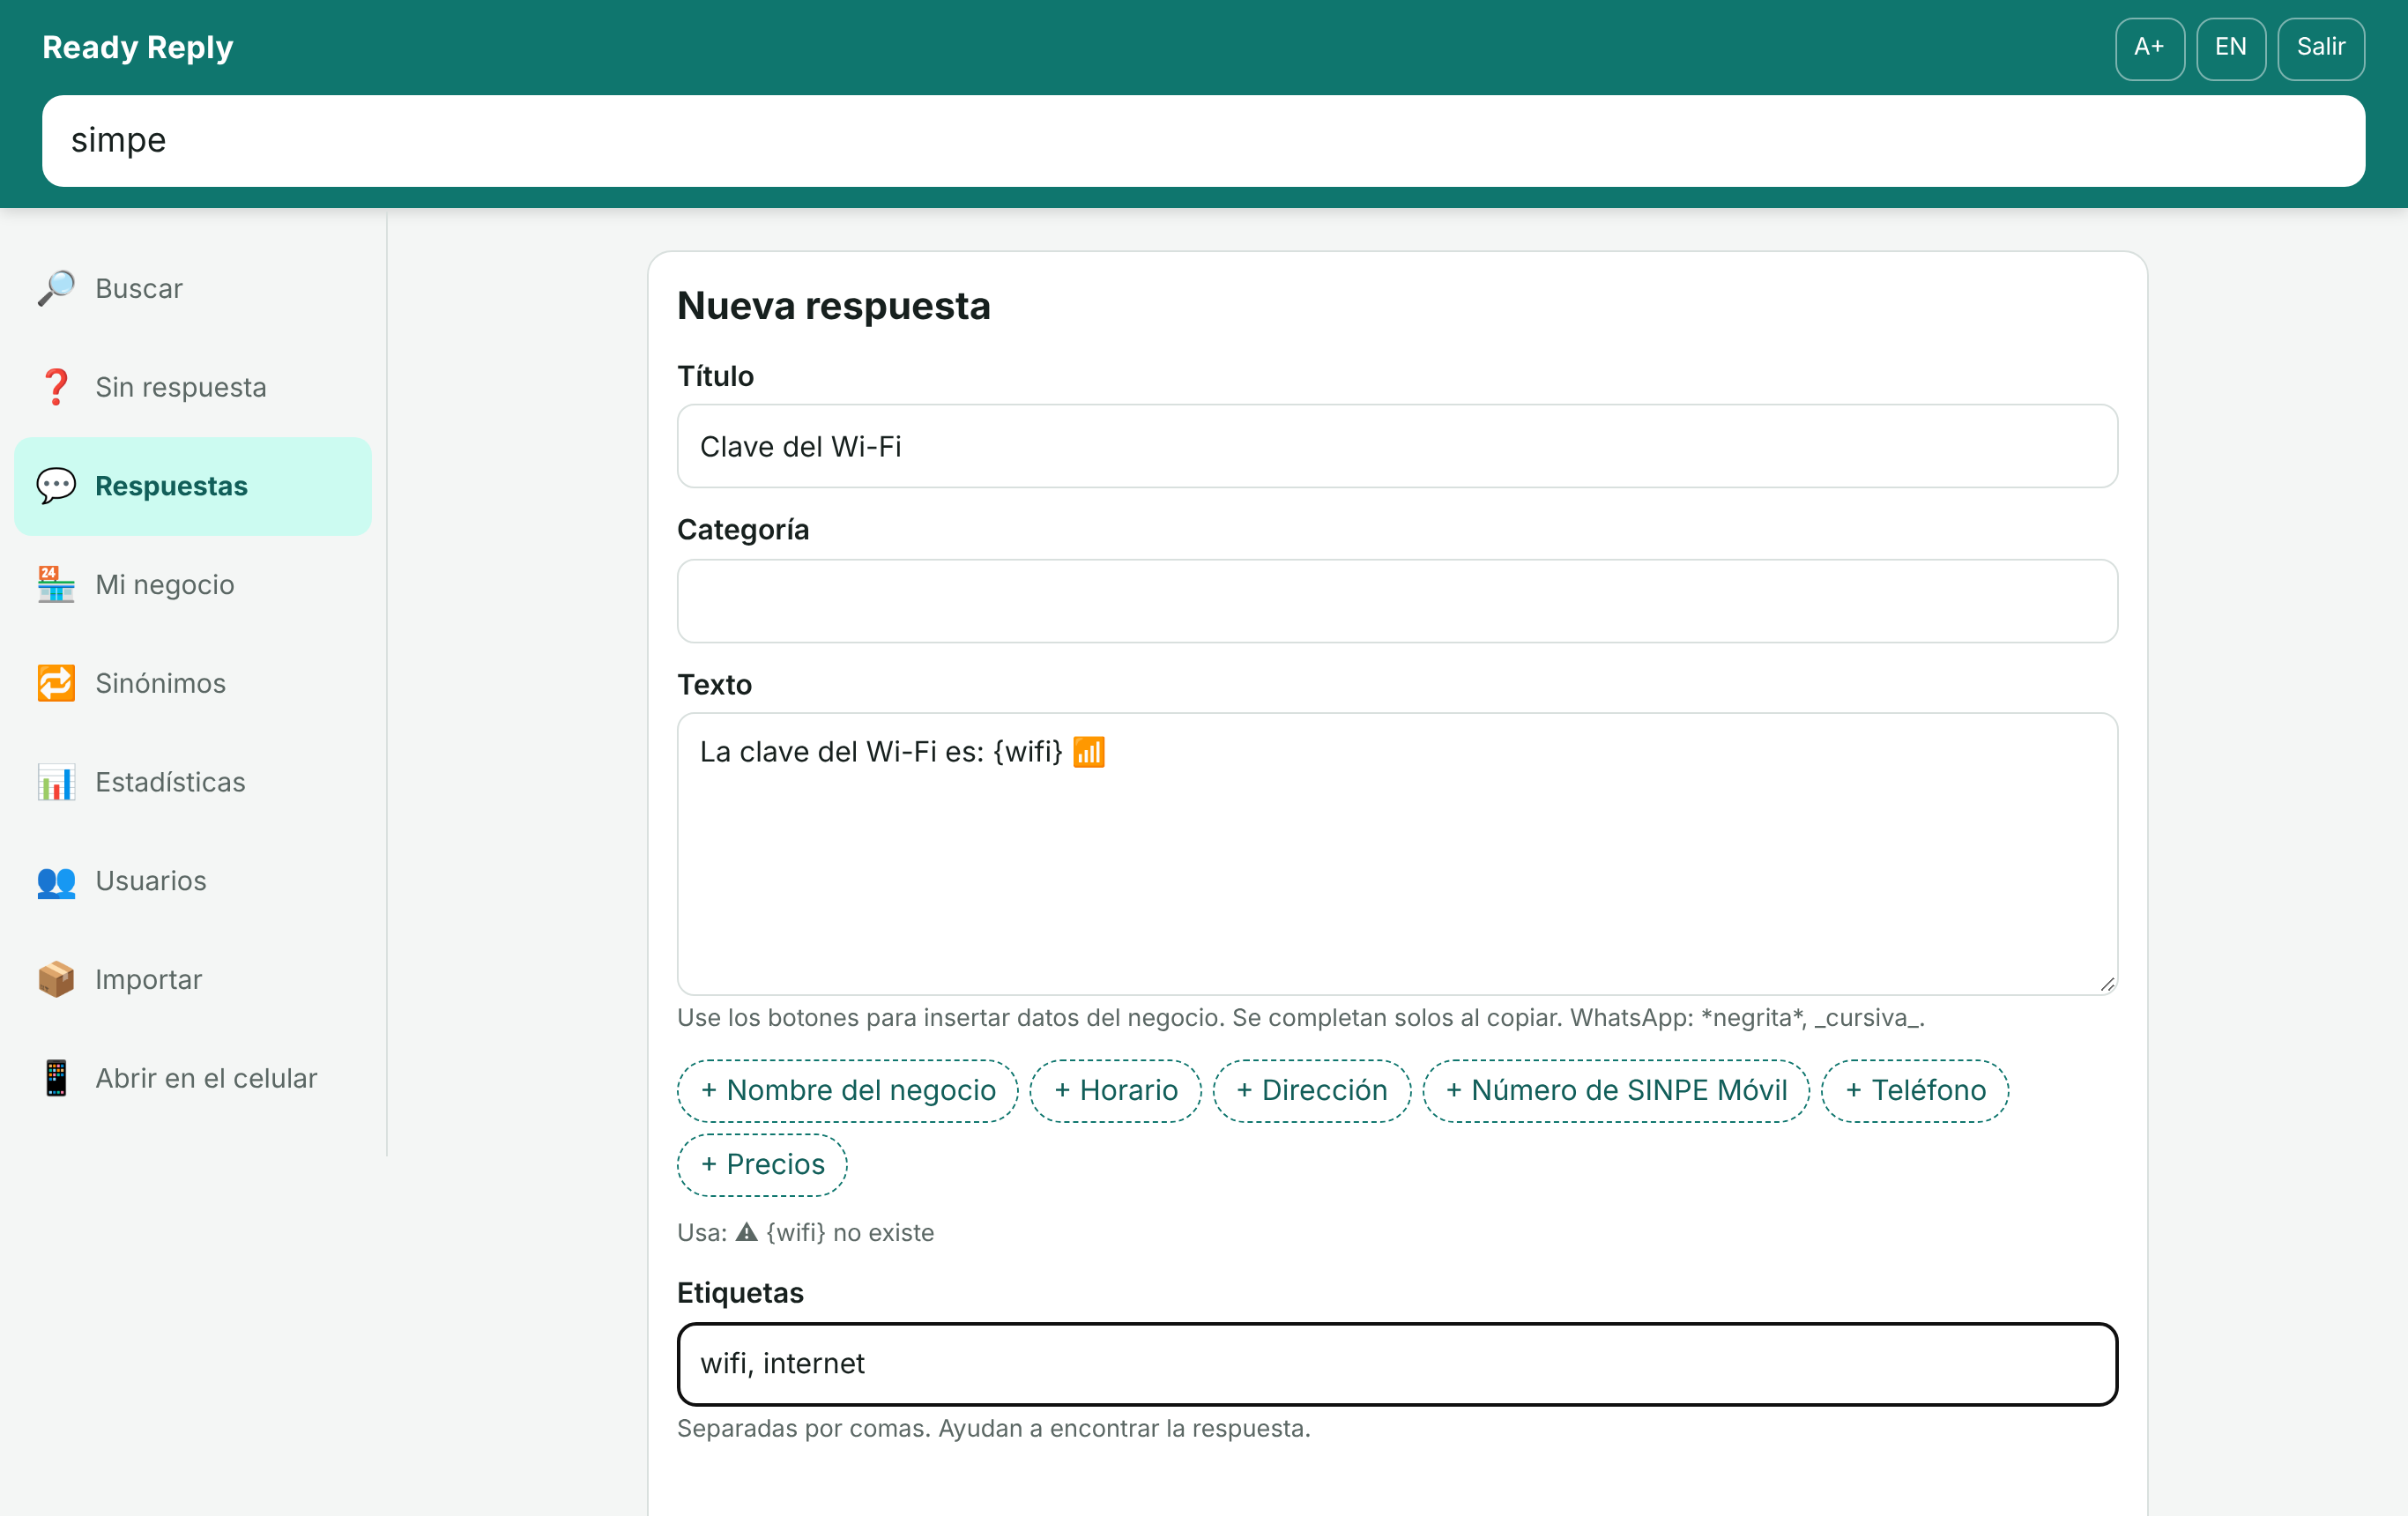 Ready Reply
A+
EN
Salir
simpe
Buscar
Sin respuesta
Respuestas
Mi negocio
Sinónimos
Estadísticas
Usuarios
Importar
Abrir en el celular
Nueva respuesta
Título
Clave del Wi-Fi
Categoría
Texto
La clave del Wi-Fi es: {wifi} 📶
Use los botones para insertar datos del negocio. Se completan solos al copiar. WhatsApp: *negrita*, _cursiva_.
+ Nombre del negocio
+ Horario
+ Dirección
+ Número de SINPE Móvil
+ Teléfono
+ Precios
Usa: ⚠ {wifi} no existe
Etiquetas
wifi, internet
Separadas por comas. Ayudan a encontrar la respuesta.